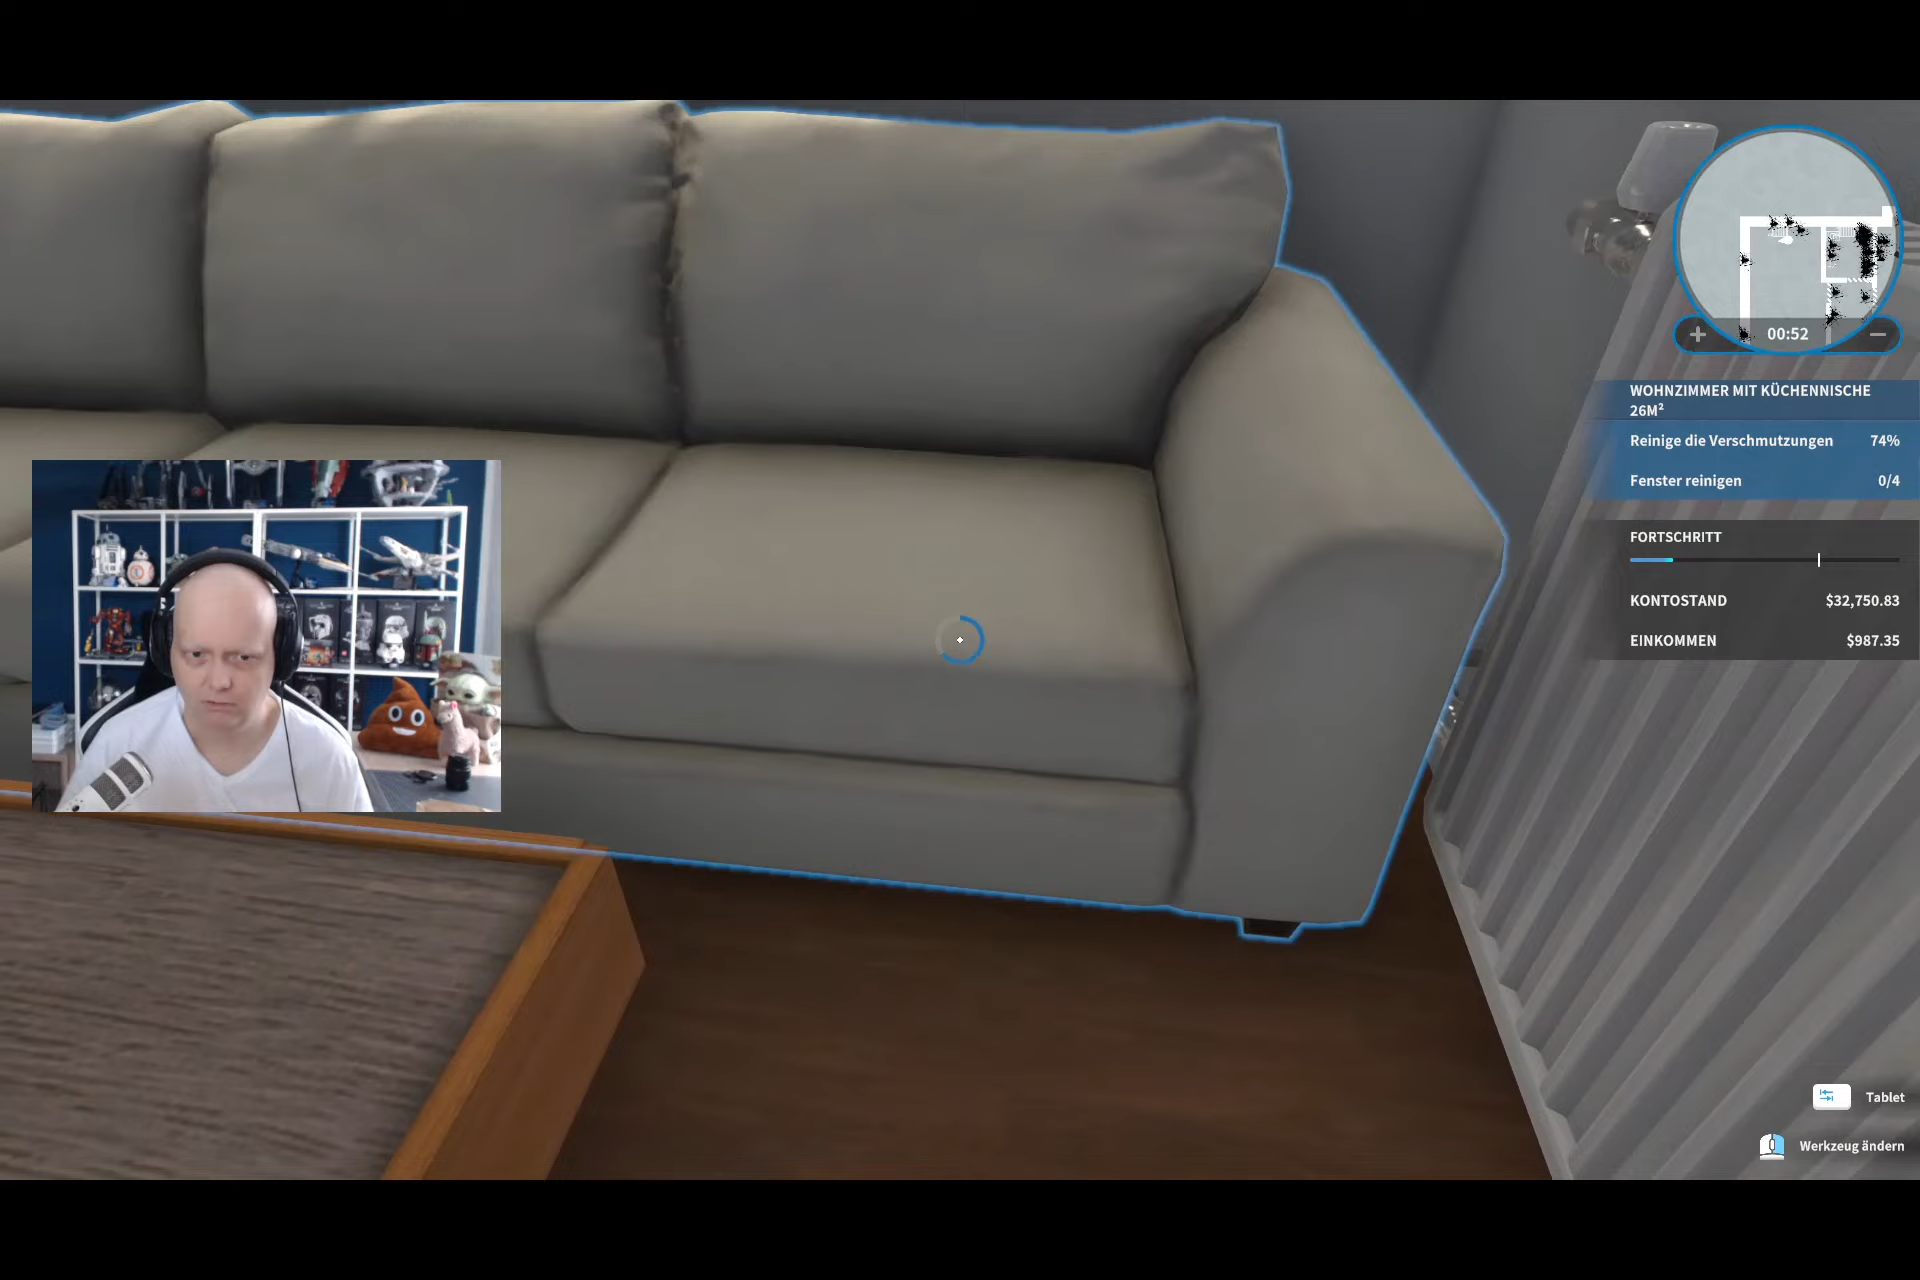 00:52
WOHNZIMMER MIT KÜCHENNISCHE
26M²
Reinige die Verschmutzungen 74%
Fenster reinigen 0/4
FORTSCHRITT
KONTOSTAND $32,750.83
EINKOMMEN $987.35
Tablet
Werkzeug ändern